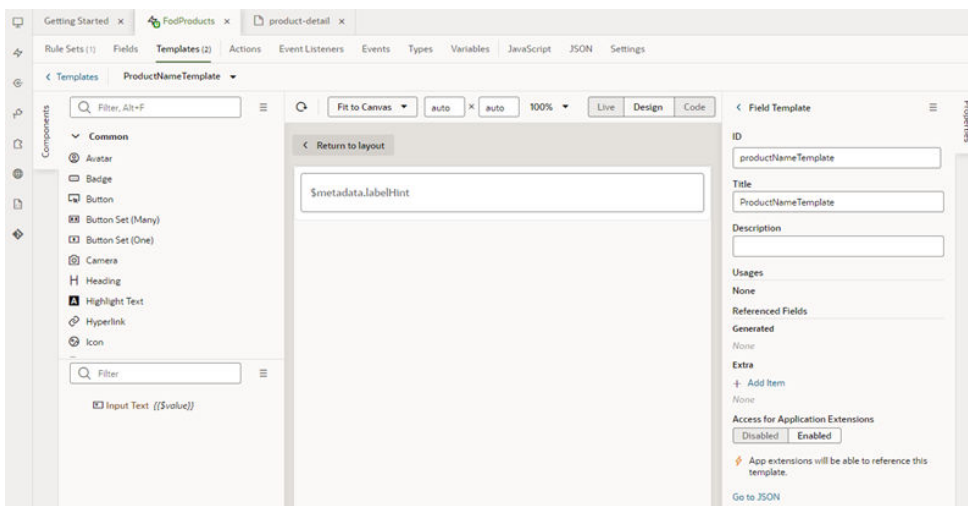 Getting Started ×
FodProducts ×
product-detail ×
Rule Sets (1) Fields Templates (2) Actions Event Listeners Events Types Variables JavaScript JSON Settings
< Templates ProductNameTemplate
Components
Filter, Alt+F
Common
Avatar
Badge
Button
Button Set (Many)
Button Set (One)
Camera
Heading
Highlight Text
Hyperlink
Icon
Filter
Input Text {{$value}}
Fit to Canvas auto × auto 100% Live Design Code
< Return to layout
$metadata.labelHint
< Field Template
ID
productNameTemplate
Title
ProductNameTemplate
Description
Usages
None
Referenced Fields
Generated
None
Extra
+ Add Item
None
Access for Application Extensions
Disabled Enabled
App extensions will be able to reference this
template.
Go to JSON
Properties